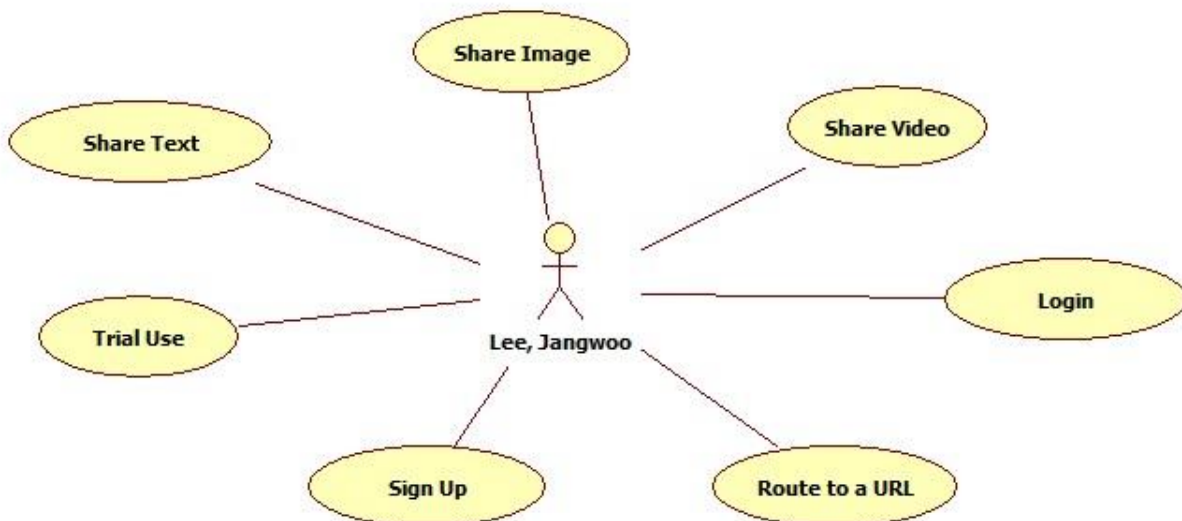 Share Image
Share Text
Share Video
Login
Trial Use
Lee, Jangwoo
Sign Up
Route to a URL